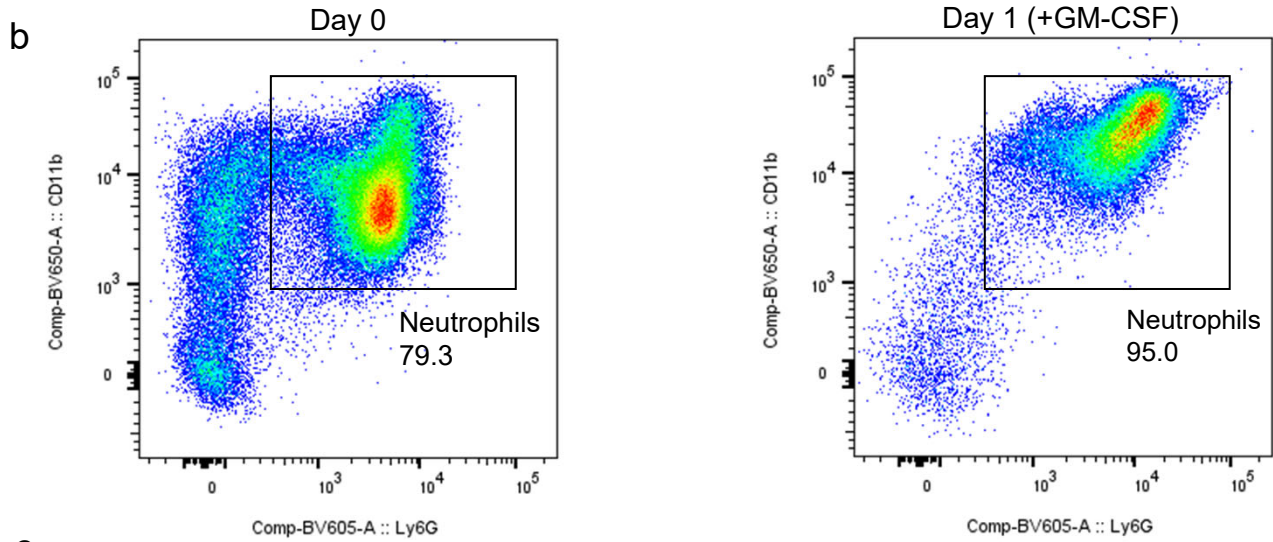 b
Day 0
10^5
10^4
10^3
0
Comp-BV650-A :: CD11b
Neutrophils
79.3
0
10^3
10^4
10^5
Comp-BV605-A :: Ly6G
Day 1 (+GM-CSF)
10^5
10^4
10^3
0
Comp-BV650-A :: CD11b
Neutrophils
95.0
0
10^3
10^4
10^5
Comp-BV605-A :: Ly6G